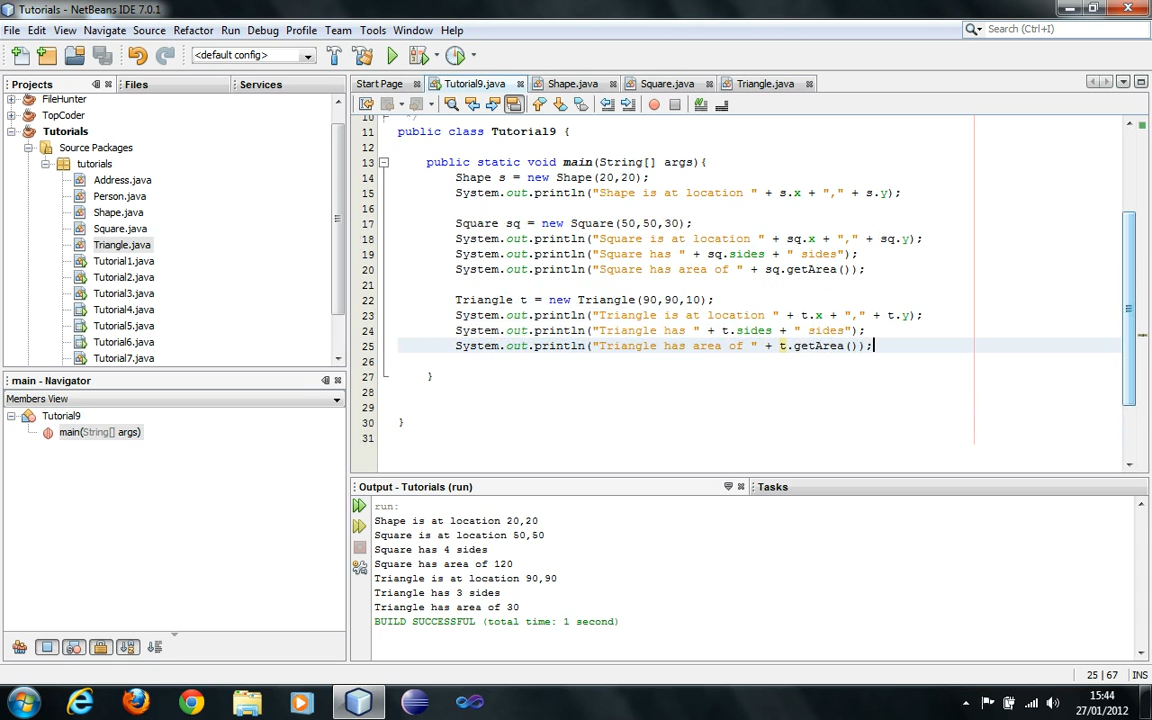 Tutorials - NetBeans IDE 7.0.1
File Edit View Navigate Source Refactor Run Debug Profile Team Tools Window Help
Search (Ctrl+I)
<default config>
Projects Files Services
Start Page Tutorial9.java Shape.java Square.java Triangle.java
FileHunter
TopCoder
Tutorials
Source Packages
tutorials
Address.java
Person.java
Shape.java
Square.java
Triangle.java
Tutorial1.java
Tutorial2.java
Tutorial3.java
Tutorial4.java
Tutorial5.java
Tutorial6.java
Tutorial7.java
main - Navigator
Members View
Tutorial9
main(String[] args)
10 */
11 public class Tutorial9 {
12
13 public static void main(String[] args){
14 Shape s = new Shape(20,20);
15 System.out.println("Shape is at location " + s.x + "," + s.y);
16
17 Square sq = new Square(50,50,30);
18 System.out.println("Square is at location " + sq.x + "," + sq.y);
19 System.out.println("Square has " + sq.sides + " sides");
20 System.out.println("Square has area of " + sq.getArea());
21
22 Triangle t = new Triangle(90,90,10);
23 System.out.println("Triangle is at location " + t.x + "," + t.y);
24 System.out.println("Triangle has " + t.sides + " sides");
25 System.out.println("Triangle has area of " + t.getArea());
26
27 }
28
29
30 }
31
Output - Tutorials (run) Tasks
run:
Shape is at location 20,20
Square is at location 50,50
Square has 4 sides
Square has area of 120
Triangle is at location 90,90
Triangle has 3 sides
Triangle has area of 30
BUILD SUCCESSFUL (total time: 1 second)
25 | 67 INS
15:44
27/01/2012